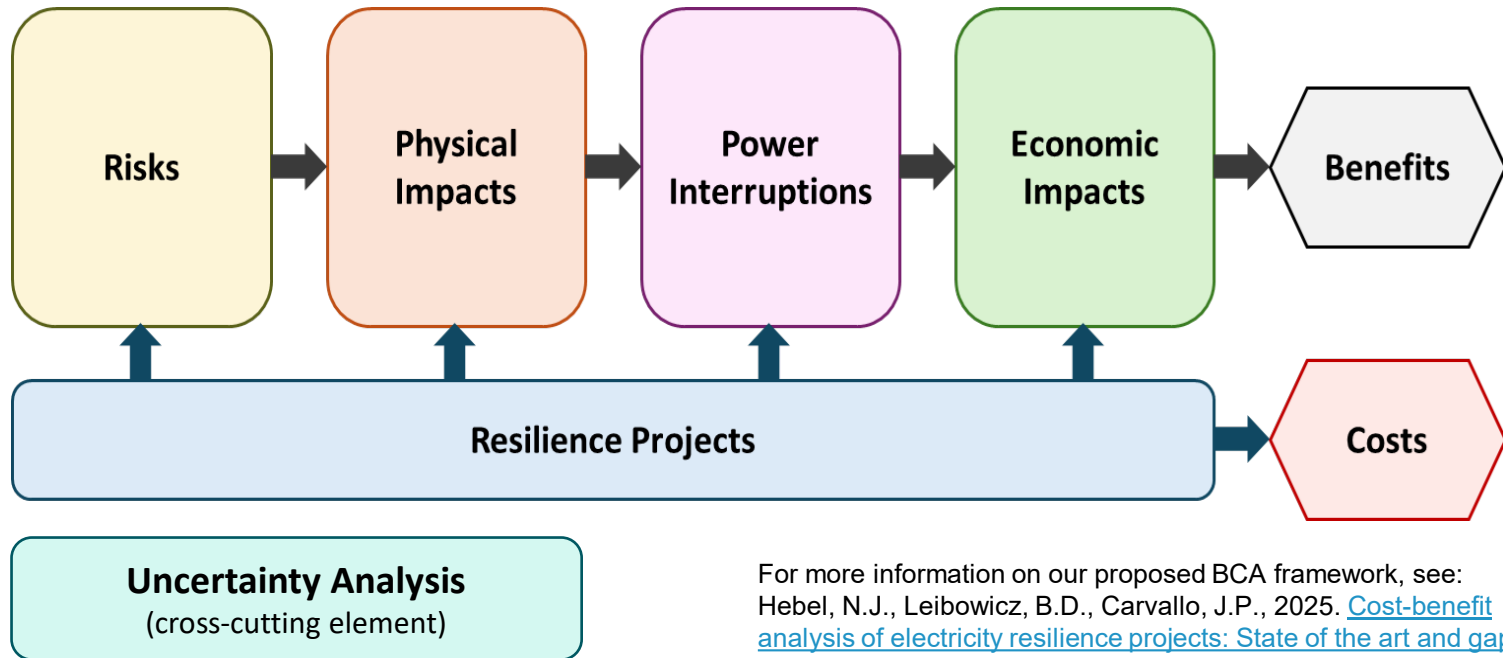 Risks
Physical
Impacts
Power
Interruptions
Economic
Impacts
Benefits
Resilience Projects
Costs
Uncertainty Analysis
(cross-cutting element)
For more information on our proposed BCA framework, see:
Hebel, N.J., Leibowicz, B.D., Carvallo, J.P., 2025. Cost-benefit
analysis of electricity resilience projects: State of the art and